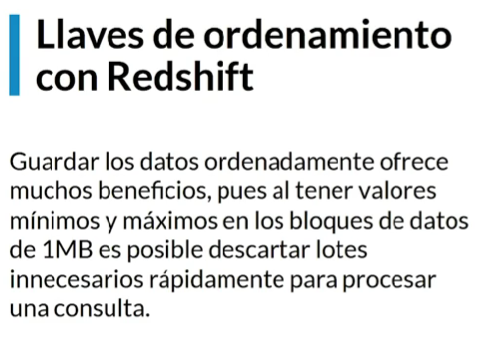 Llaves de ordenamiento
con Redshift
Guardar los datos ordenadamente ofrece
muchos beneficios, pues al tener valores
mínimos y máximos en los bloques de datos
de 1MB es posible descartar lotes
innecesarios rápidamente para procesar
una consulta.